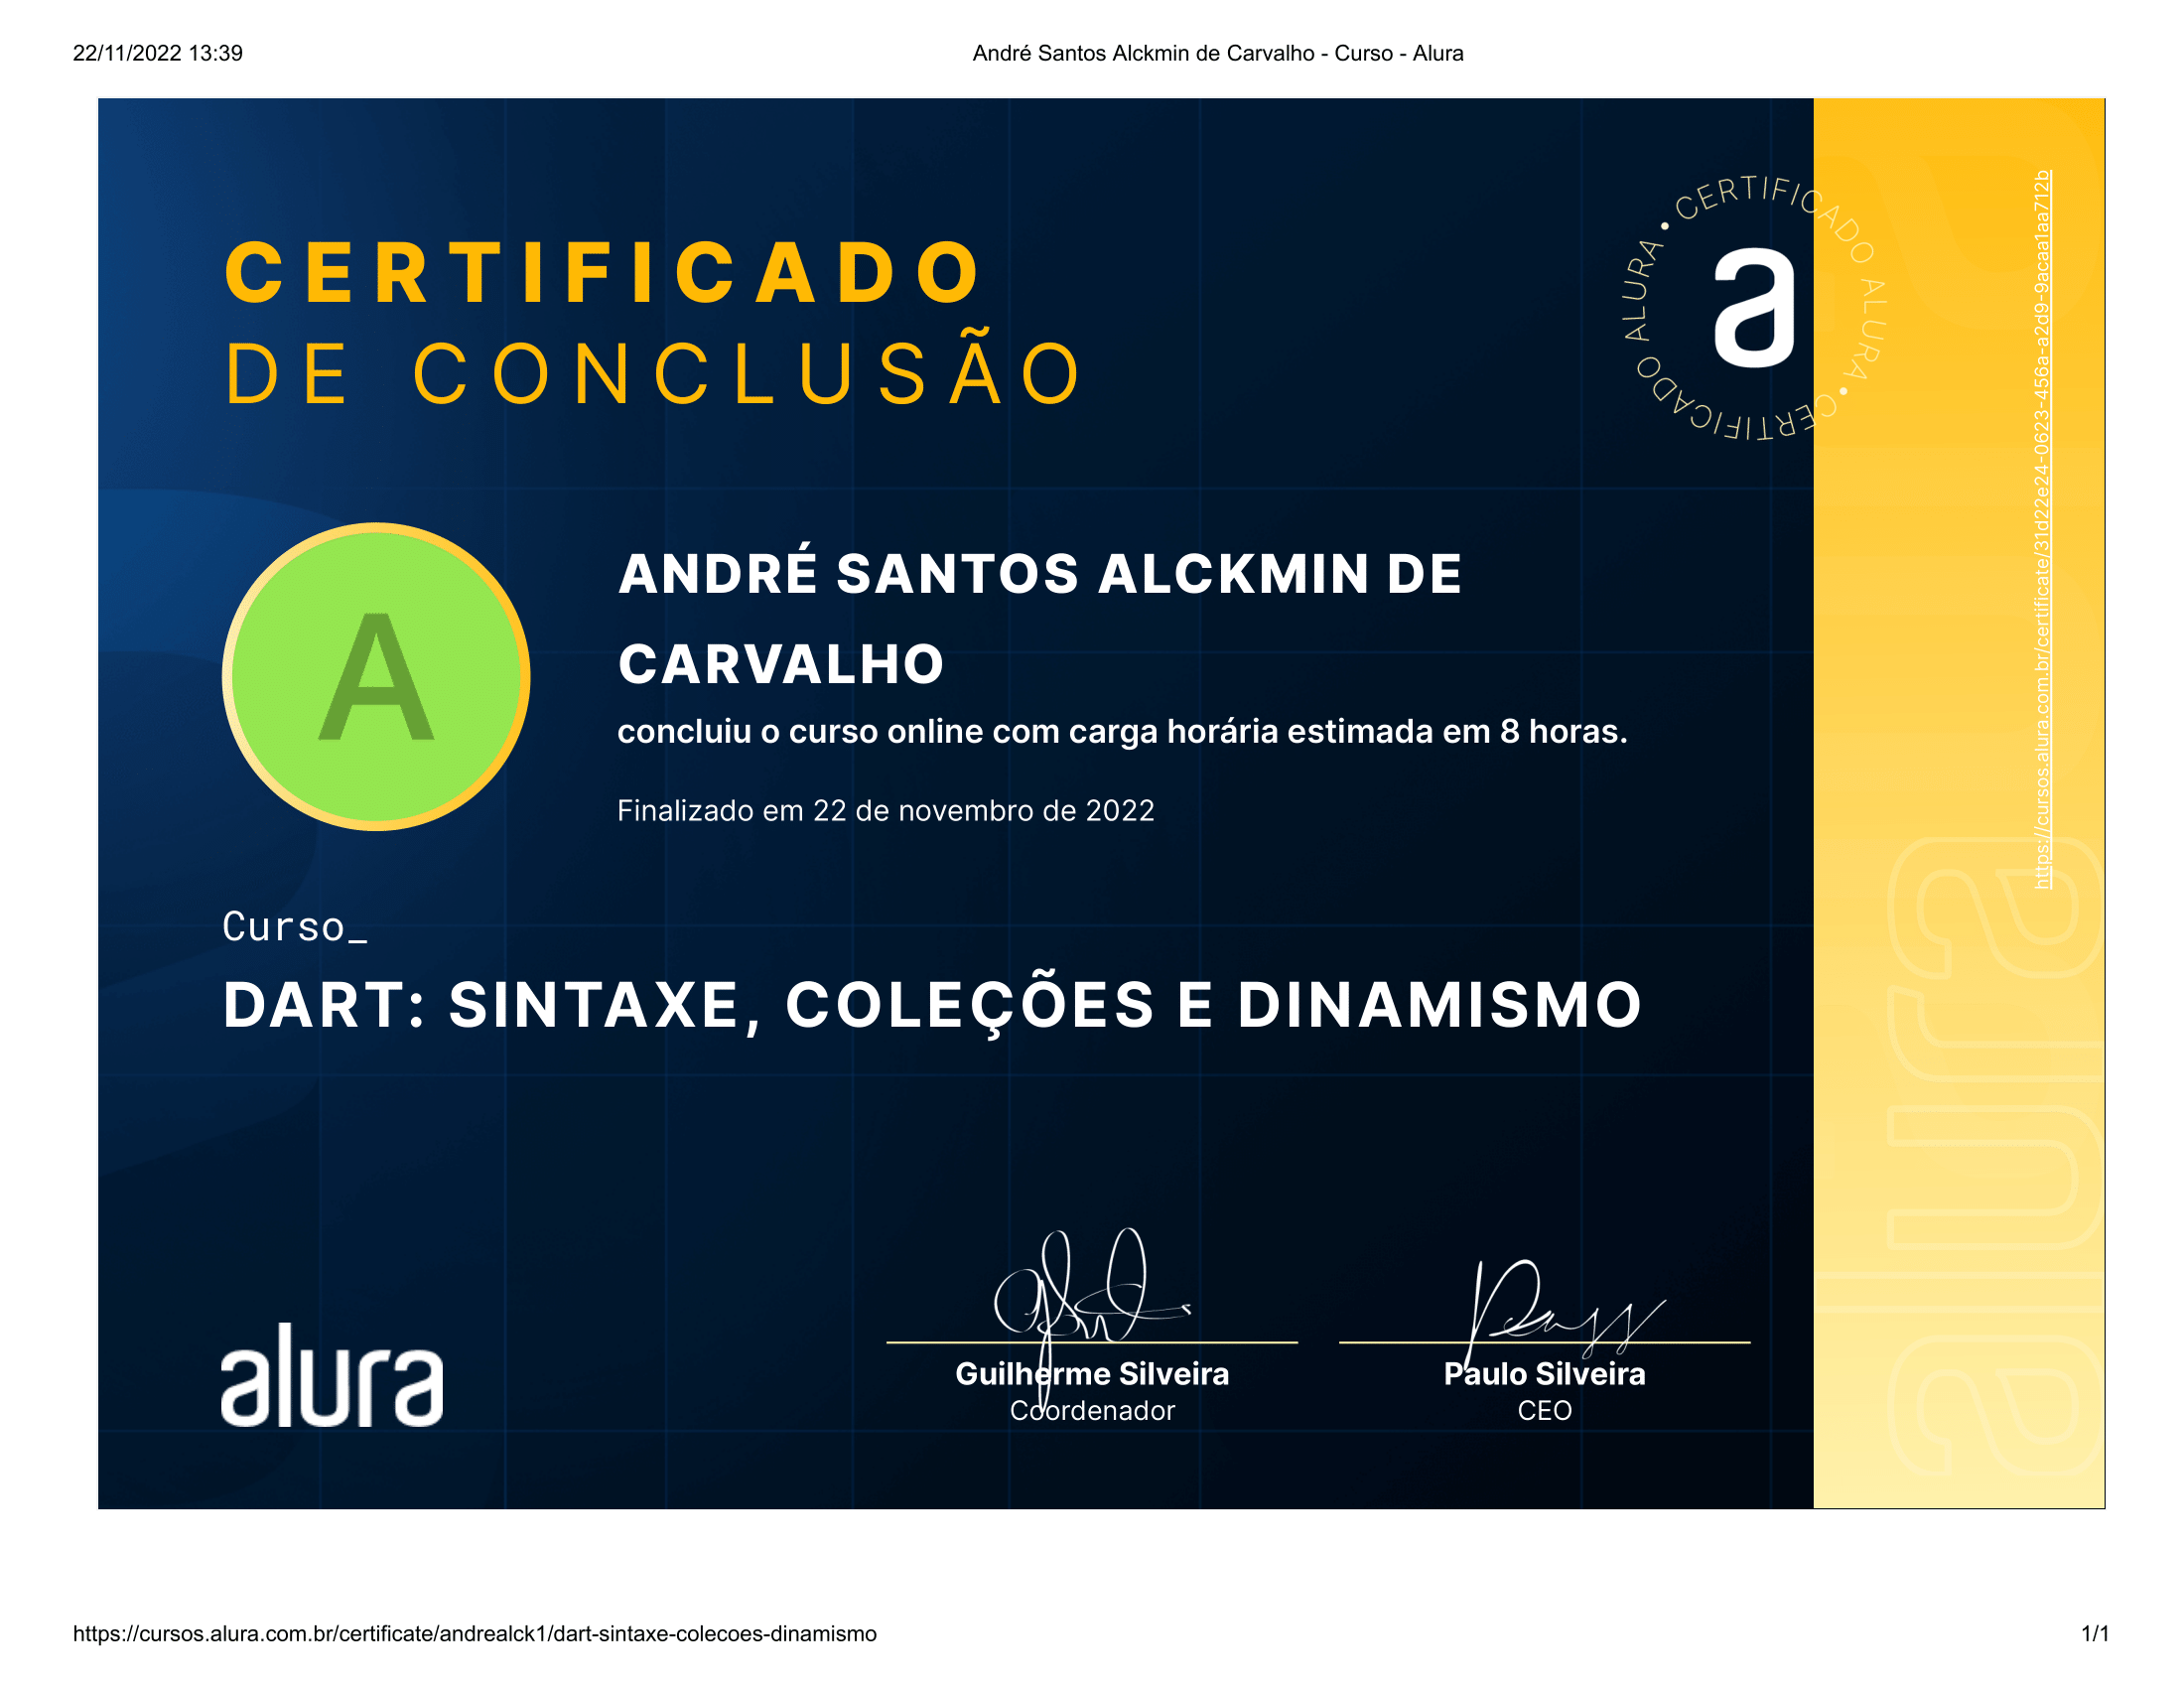 22/11/2022 13:39
André Santos Alckmin de Carvalho - Curso - Alura
CERTIFICADO
DE CONCLUSÃO
• CERTIFICADO ALURA • CERTIFICADO ALURA
a
https://cursos.alura.com.br/certificate/31d22e24-0623-456a-a2d9-9acaa1aa712b
A
ANDRÉ SANTOS ALCKMIN DE
CARVALHO
concluiu o curso online com carga horária estimada em 8 horas.
Finalizado em 22 de novembro de 2022
Curso_
DART: SINTAXE, COLEÇÕES E DINAMISMO
alura
alura
Guilherme Silveira
Coordenador
Paulo Silveira
CEO
https://cursos.alura.com.br/certificate/andrealck1/dart-sintaxe-colecoes-dinamismo
1/1